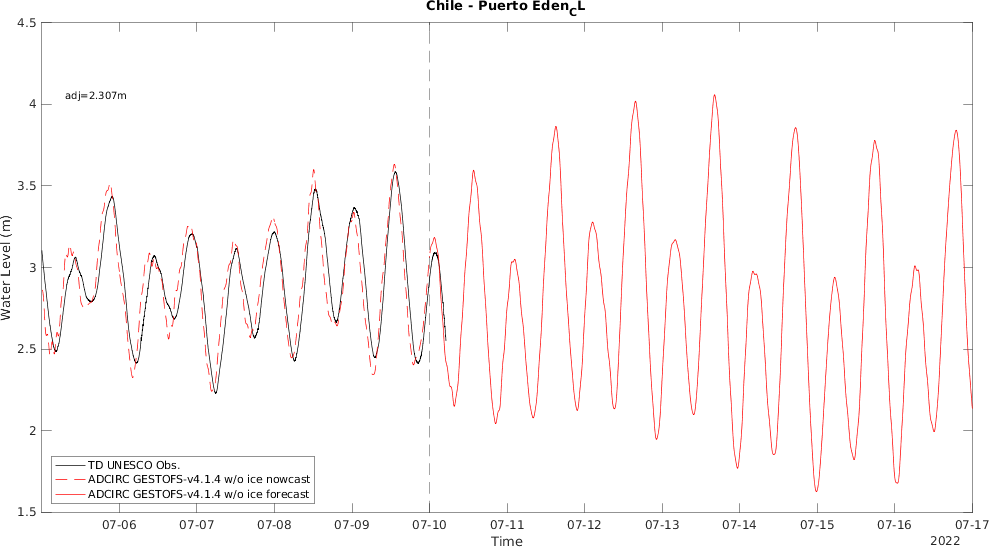 Chile - Puerto Eden_CL
4.5
4
3.5
3
2.5
2
1.5
Water Level (m)
adj=2.307m
TD UNESCO Obs.
ADCIRC GESTOFS-v4.1.4 w/o ice nowcast
ADCIRC GESTOFS-v4.1.4 w/o ice forecast
07-06 07-07 07-08 07-09 07-10 07-11 07-12 07-13 07-14 07-15 07-16 07-17
Time
2022